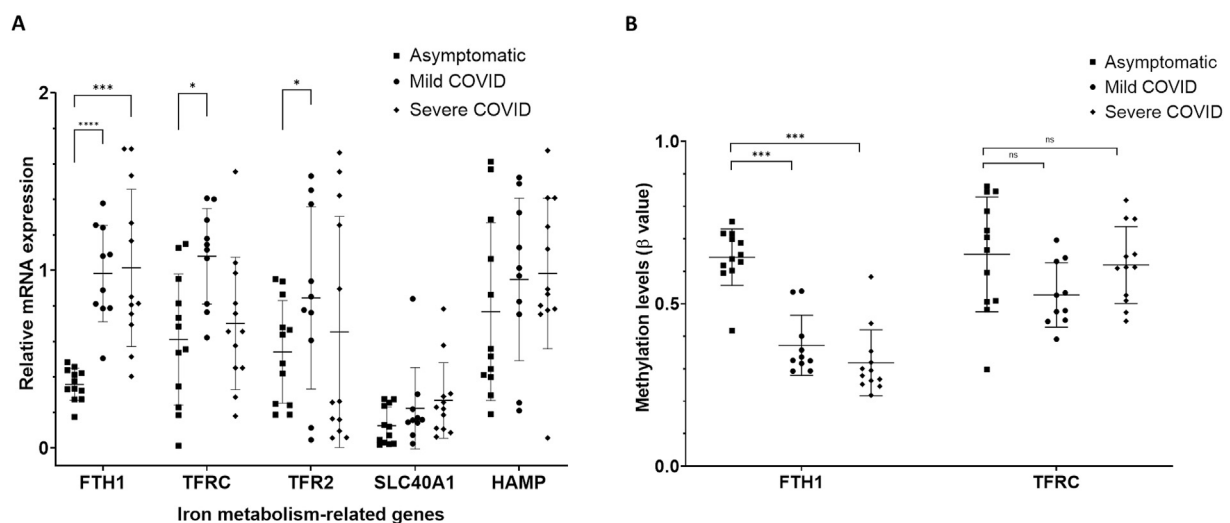 A
Asymptomatic
Mild COVID
Severe COVID
***
****
*
*
2
1
0
Relative mRNA expression
FTH1 TFRC TFR2 SLC40A1 HAMP
Iron metabolism-related genes
B
Asymptomatic
Mild COVID
Severe COVID
***
***
ns
ns
1.0
0.5
0.0
Methylation levels (β value)
FTH1 TFRC